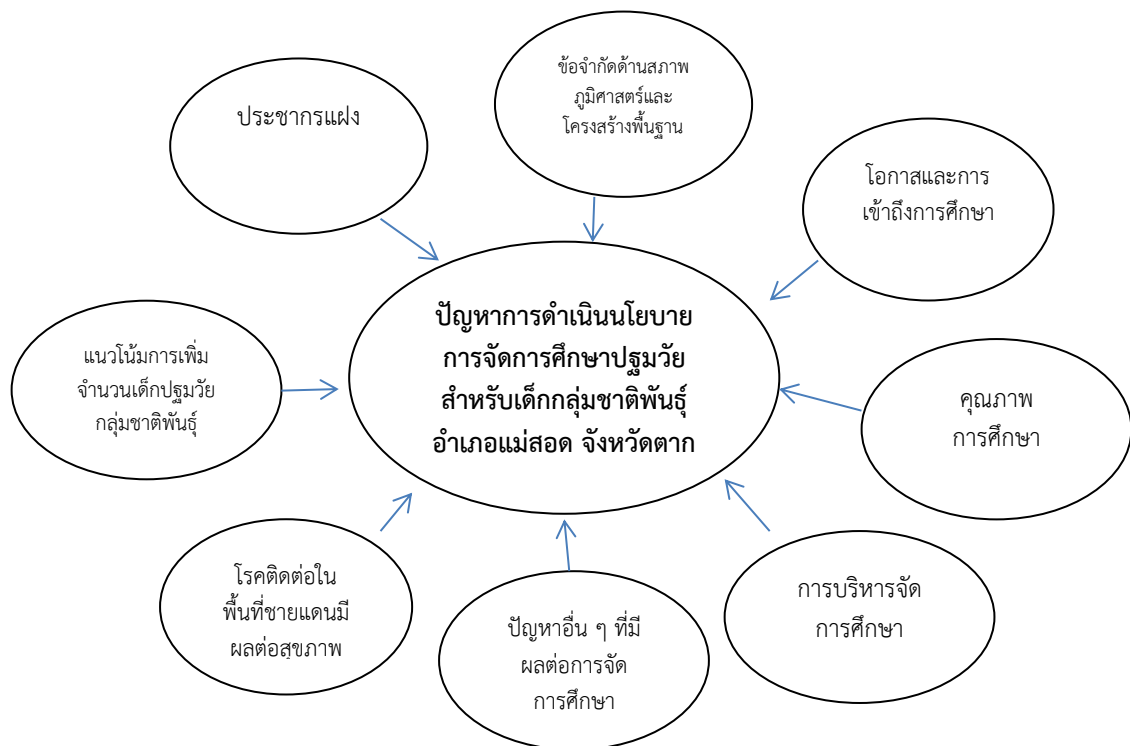 ข้อจำกัดด้านสภาพ
ภูมิศาสตร์และ
โครงสร้างพื้นฐาน
ประชากรแฝง
โอกาสและการ
เข้าถึงการศึกษา
ปัญหาการดำเนินนโยบาย
การจัดการศึกษาปฐมวัย
สำหรับเด็กกลุ่มชาติพันธุ์
อำเภอแม่สอด จังหวัดตาก
แนวโน้มการเพิ่ม
จำนวนเด็กปฐมวัย
กลุ่มชาติพันธุ์
คุณภาพ
การศึกษา
โรคติดต่อใน
พื้นที่ชายแดนมี
ผลต่อสุขภาพ
ปัญหาอื่น ๆ ที่มี
ผลต่อการจัด
การศึกษา
การบริหารจัด
การศึกษา